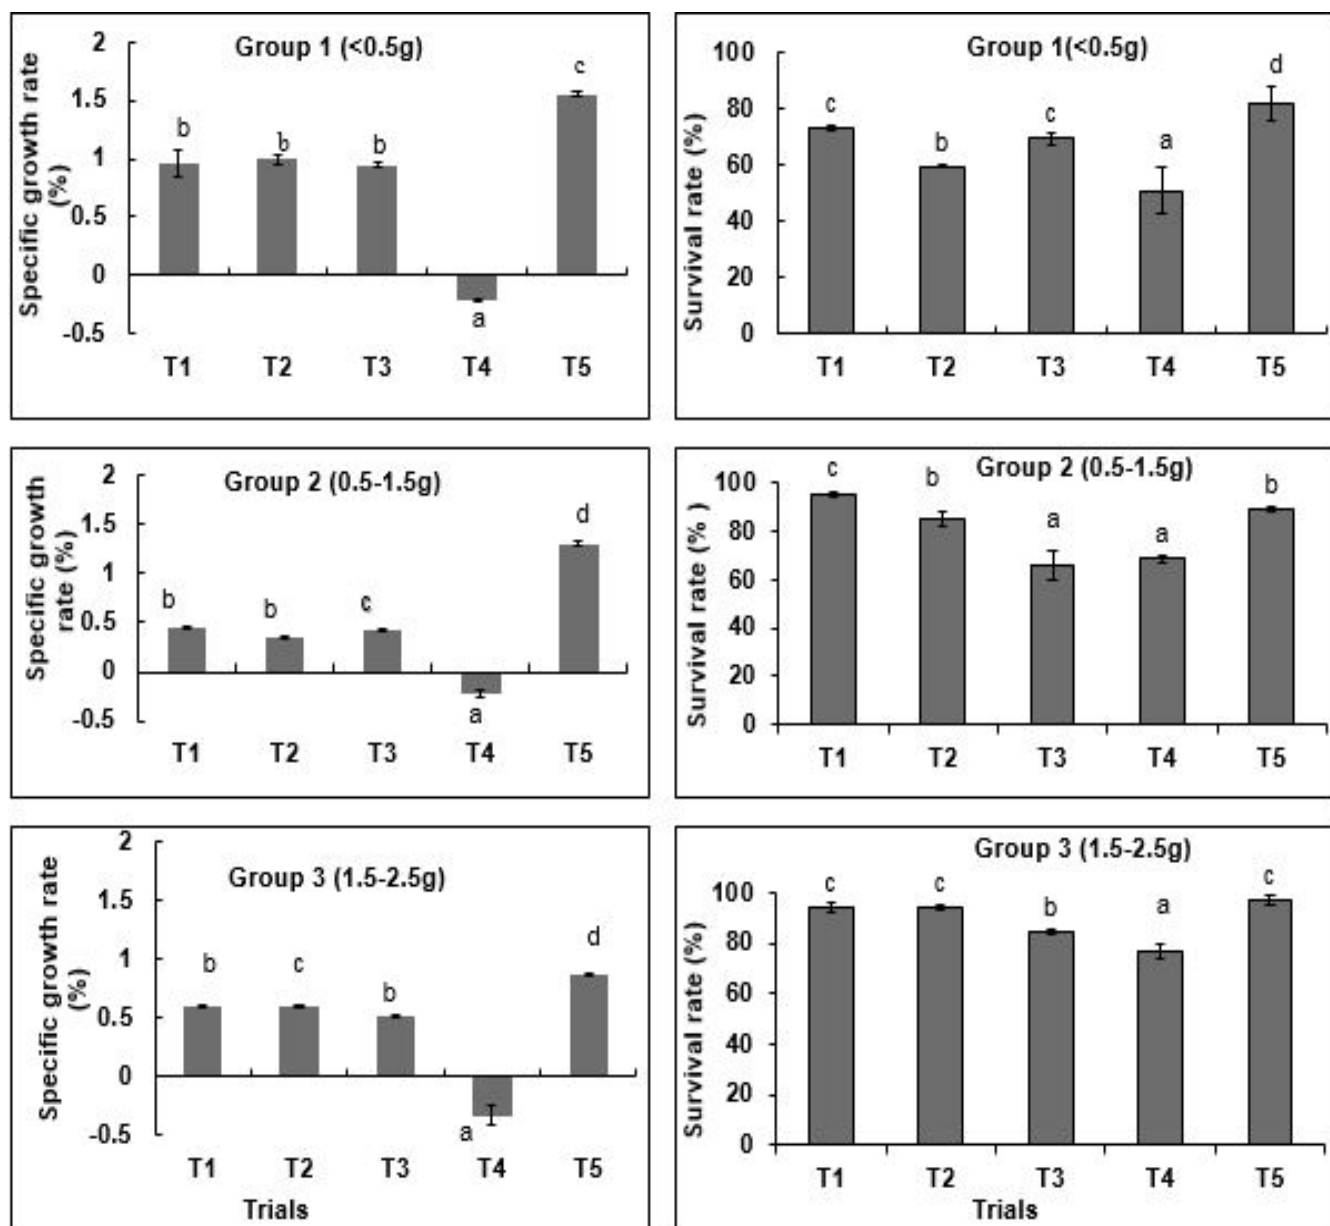 Group 1 (<0.5g)
Specific growth rate
(%)
2
1.5
1
0.5
0
-0.5
b
b
b
a
c
T1 T2 T3 T4 T5
Group 1(<0.5g)
Survival rate (%)
100
80
60
40
20
0
c
b
c
a
d
T1 T2 T3 T4 T5
Group 2 (0.5-1.5g)
Specific growth
rate (%)
2
1.5
1
0.5
0
-0.5
b
b
c
a
d
T1 T2 T3 T4 T5
Group 2 (0.5-1.5g)
Survival rate (% )
100
80
60
40
20
0
c
b
a
a
b
T1 T2 T3 T4 T5
Group 3 (1.5-2.5g)
Specific growth rate
(%)
2
1.5
1
0.5
0
-0.5
b
c
b
a
d
T1 T2 T3 T4 T5
Trials
Group 3 (1.5-2.5g)
Survival rate (%)
100
80
60
40
20
0
c
c
b
a
c
T1 T2 T3 T4 T5
Trials